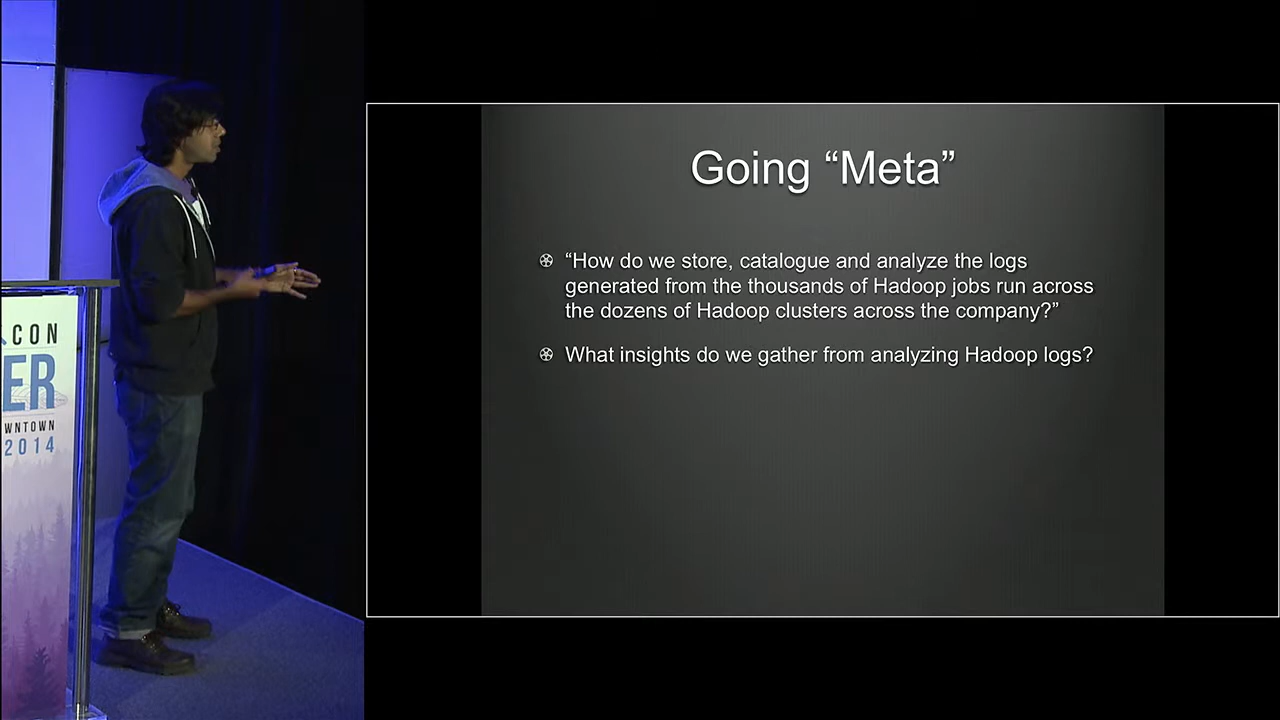 CON
ER
WNTOWN
2014
Going “Meta”
“How do we store, catalogue and analyze the logs
generated from the thousands of Hadoop jobs run across
the dozens of Hadoop clusters across the company?”
What insights do we gather from analyzing Hadoop logs?